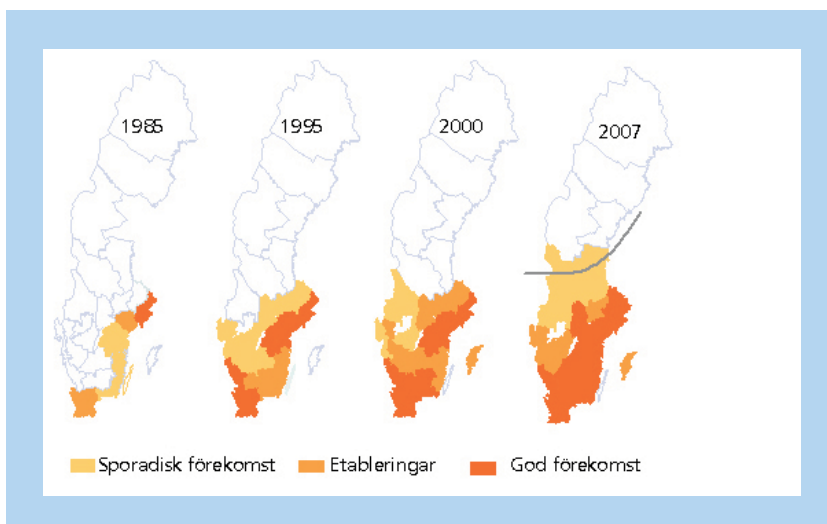 1985
1995
2000
2007
Sporadisk förekomst
Etableringar
God förekomst